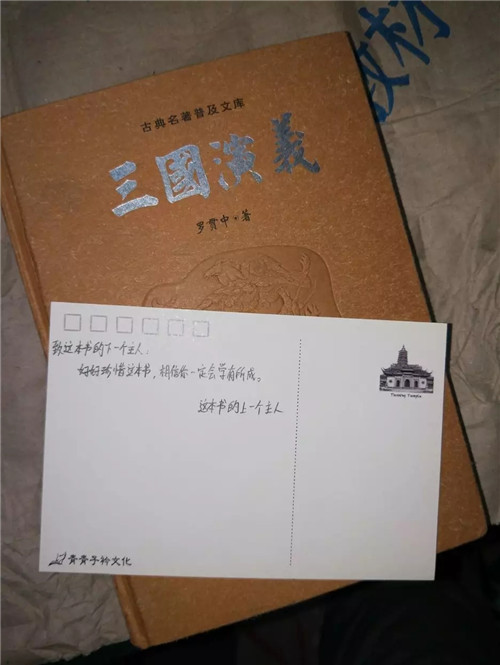 古典名著普及文库
三國演義
罗贯中·著
致这本书的下一个主人:
好好珍惜这本书,相信你一定会学有所成。
这本书的上一个主人
青青子衿文化